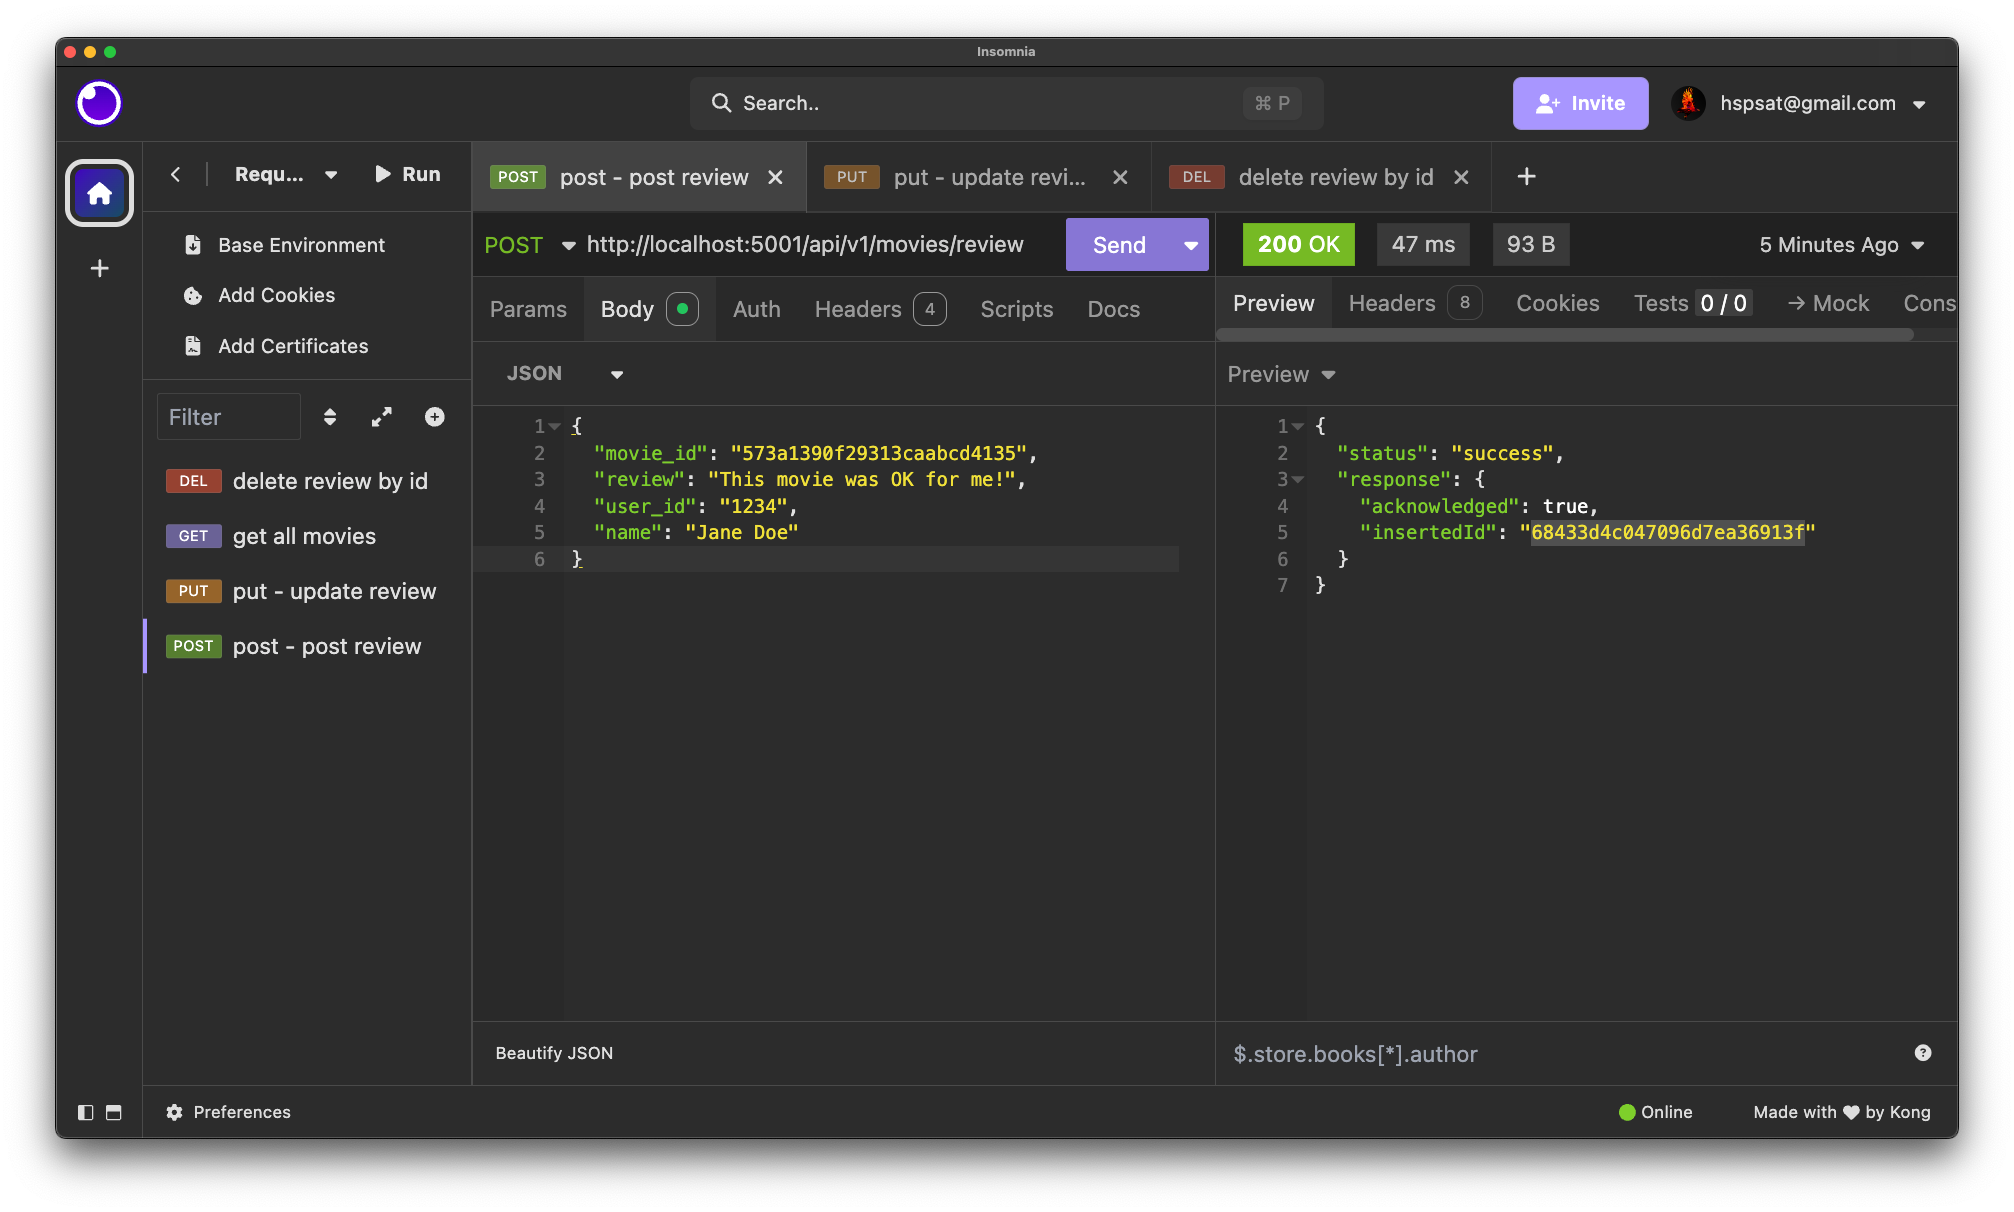 Insomnia
Search..
⌘ P
Invite
hspsat@gmail.com
Requ...
Run
POST post - post review
PUT put - update revi...
DEL delete review by id
Base Environment
Add Cookies
Add Certificates
Filter
DEL delete review by id
GET get all movies
PUT put - update review
POST post - post review
POST http://localhost:5001/api/v1/movies/review Send
Params Body Auth Headers 4 Scripts Docs
JSON
1 {
2 "movie_id": "573a1390f29313caabcd4135",
3 "review": "This movie was OK for me!",
4 "user_id": "1234",
5 "name": "Jane Doe"
6 }
Beautify JSON
200 OK 47 ms 93 B 5 Minutes Ago
Preview Headers 8 Cookies Tests 0 / 0 → Mock Cons
Preview
1 {
2 "status": "success",
3 "response": {
4 "acknowledged": true,
5 "insertedId": "68433d4c047096d7ea36913f"
6 }
7 }
$.store.books[*].author
Preferences
Online
Made with ♥ by Kong